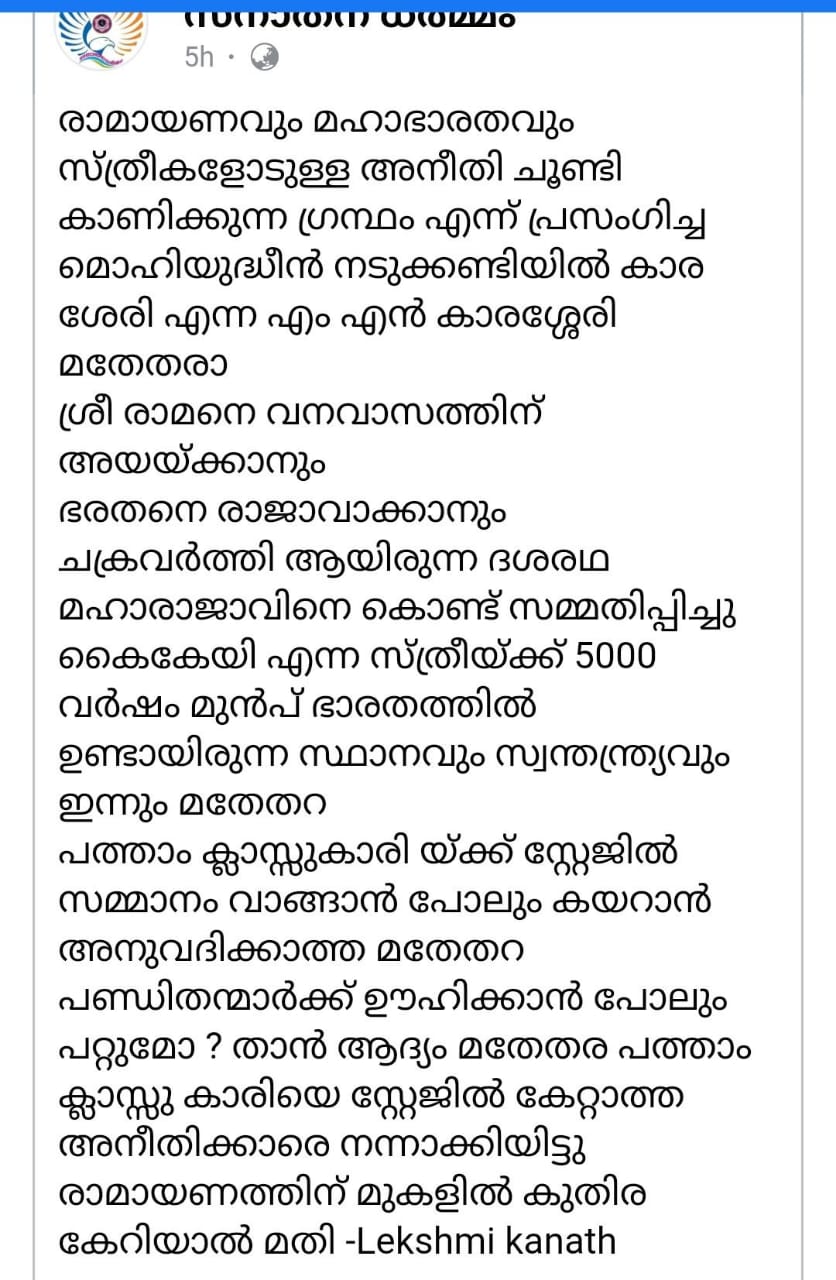 സനാതന ധർമ്മം
5h ·
രാമായണവും മഹാഭാരതവും
സ്ത്രീകളോടുള്ള അനീതി ചൂണ്ടി
കാണിക്കുന്ന ഗ്രന്ഥം എന്ന് പ്രസംഗിച്ച
മൊഹിയുദ്ധീൻ നടുക്കണ്ടിയിൽ കാര
ശേരി എന്ന എം എൻ കാരശ്ശേരി
മതേതരാ
ശ്രീ രാമനെ വനവാസത്തിന്
അയയ്ക്കാനും
ഭരതനെ രാജാവാക്കാനും
ചക്രവർത്തി ആയിരുന്ന ദശരഥ
മഹാരാജാവിനെ കൊണ്ട് സമ്മതിപ്പിച്ചു
കൈകേയി എന്ന സ്ത്രീയ്ക്ക് 5000
വർഷം മുൻപ് ഭാരതത്തിൽ
ഉണ്ടായിരുന്ന സ്ഥാനവും സ്വന്തന്ത്ര്യവും
ഇന്നും മതേതറ
പത്താം ക്ലാസ്സുകാരി യ്ക്ക് സ്റ്റേജിൽ
സമ്മാനം വാങ്ങാൻ പോലും കയറാൻ
അനുവദിക്കാത്ത മതേതറ
പണ്ഡിതന്മാർക്ക് ഊഹിക്കാൻ പോലും
പറ്റുമോ ? താൻ ആദ്യം മതേതര പത്താം
ക്ലാസ്സു കാരിയെ സ്റ്റേജിൽ കേറ്റാത്ത
അനീതിക്കാരെ നന്നാക്കിയിട്ടു
രാമായണത്തിന് മുകളിൽ കുതിര
കേറിയാൽ മതി -Lekshmi kanath